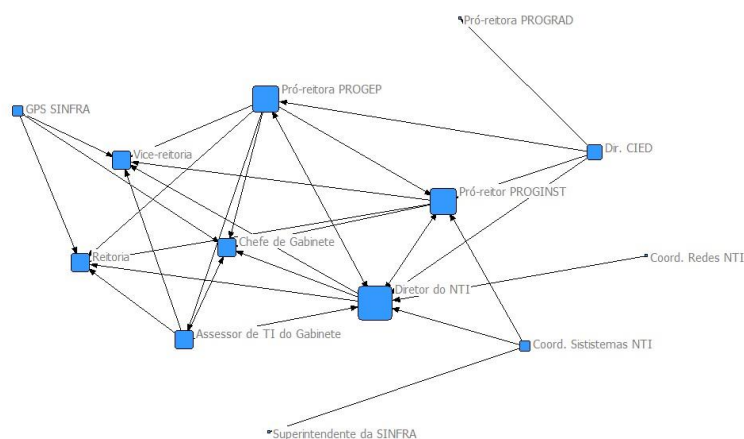 Pró-reitora PROGRAD
Pró-reitora PROGEP
GPS SINFRA
Vice-reitoria
Dir. CIED
Pró-reitor PROGINST
Chefe de Gabinete
Reitoria
Coord. Redes NTI
Diretor do NTI
Assessor de TI do Gabinete
Coord. Sististemas NTI
Superintendente da SINFRA